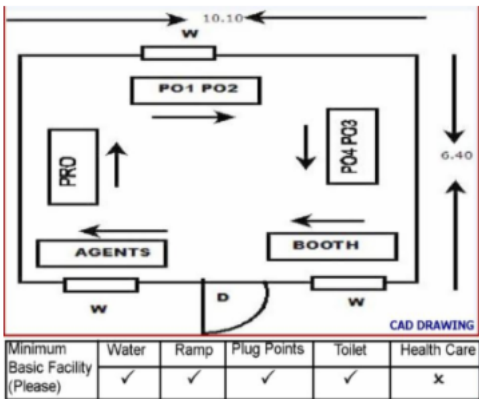 10.10
W
PO1 PO2
PRO
PO4 PO3
6.40
AGENTS
BOOTH
W
D
W
CAD DRAWING
Minimum Basic Facility (Please)
Water
Ramp
Plug Points
Toilet
Health Care
✓ ✓ ✓ ✓ x